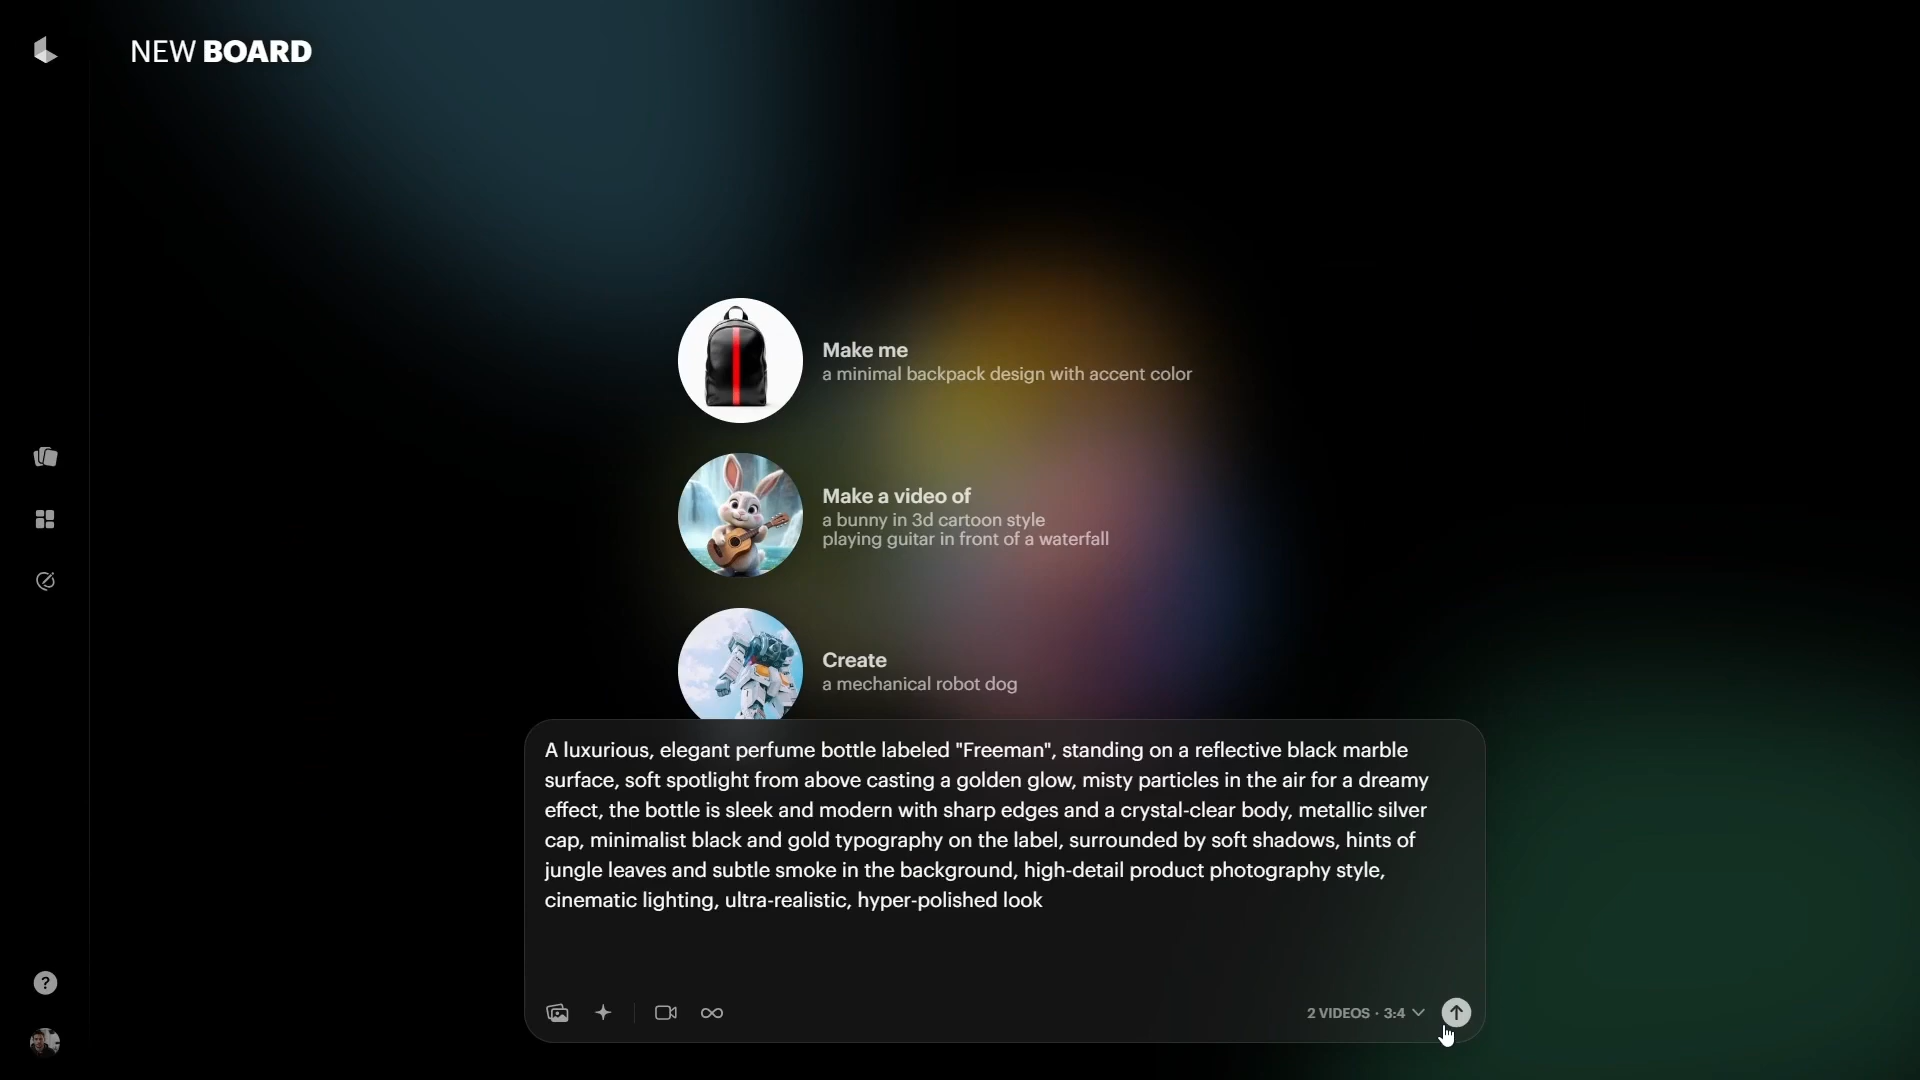 NEW BOARD
Make me
a minimal backpack design with accent color
Make a video of
a bunny in 3d cartoon style
playing guitar in front of a waterfall
Create
a mechanical robot dog
A luxurious, elegant perfume bottle labeled "Freeman", standing on a reflective black marble
surface, soft spotlight from above casting a golden glow, misty particles in the air for a dreamy
effect, the bottle is sleek and modern with sharp edges and a crystal-clear body, metallic silver
cap, minimalist black and gold typography on the label, surrounded by soft shadows, hints of
jungle leaves and subtle smoke in the background, high-detail product photography style,
cinematic lighting, ultra-realistic, hyper-polished look
?
2 VIDEOS · 3:4